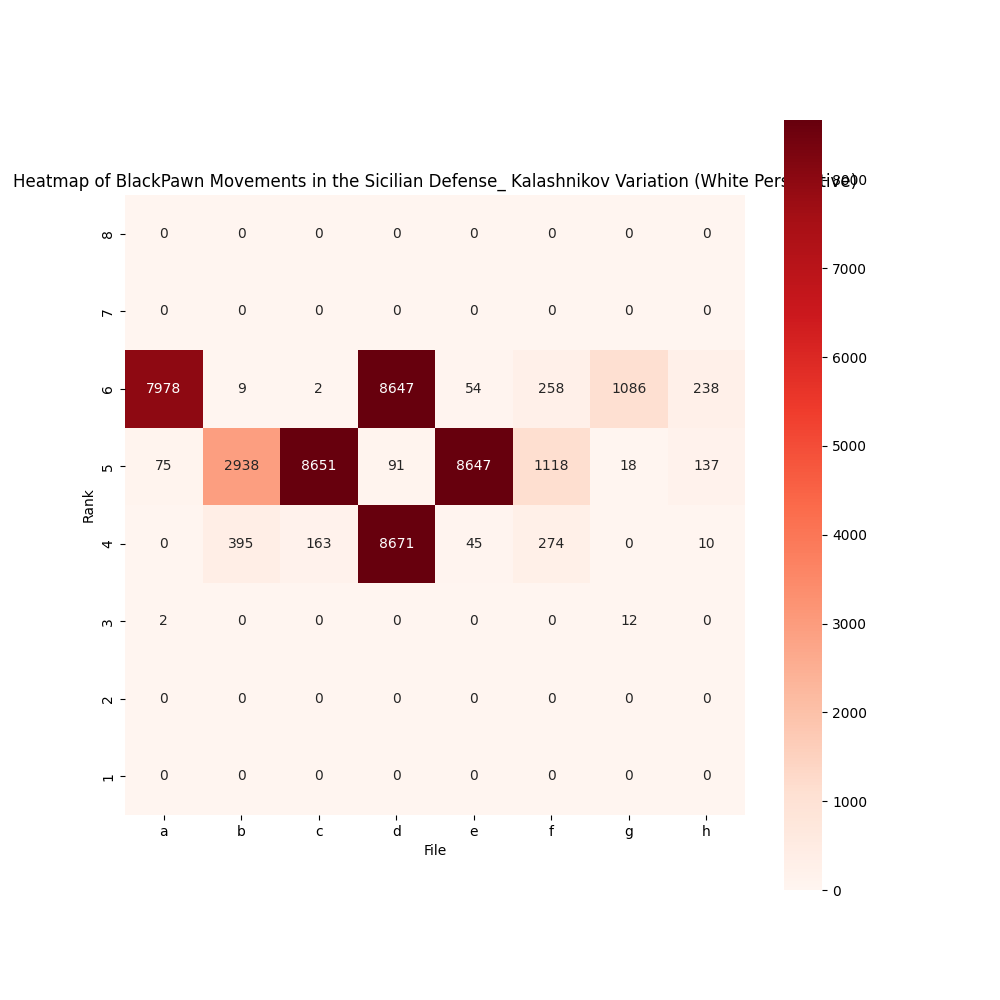 Heatmap of BlackPawn Movements in the Sicilian Defense_ Kalashnikov Variation (White Perspective)
8 0 0 0 0 0 0 0 0
7 0 0 0 0 0 0 0 0
6 7978 9 2 8647 54 258 1086 238
5 75 2938 8651 91 8647 1118 18 137
4 0 395 163 8671 45 274 0 10
3 2 0 0 0 0 0 12 0
2 0 0 0 0 0 0 0 0
1 0 0 0 0 0 0 0 0
a b c d e f g h
Rank
File
8000
7000
6000
5000
4000
3000
2000
1000
0